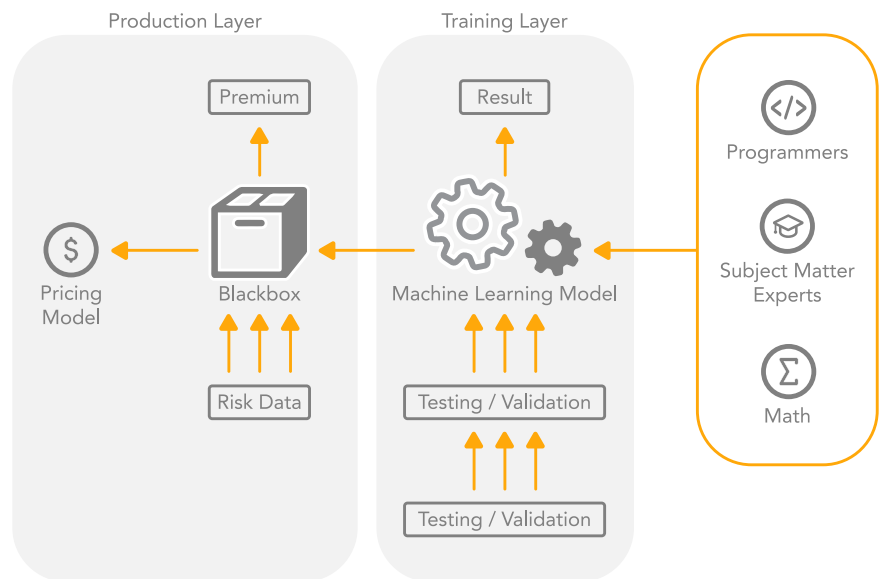 Production Layer
Training Layer
Premium
Result
</>
Programmers
$
Pricing
Model
Blackbox
Machine Learning Model
Subject Matter
Experts
Risk Data
Testing / Validation
Σ
Math
Testing / Validation